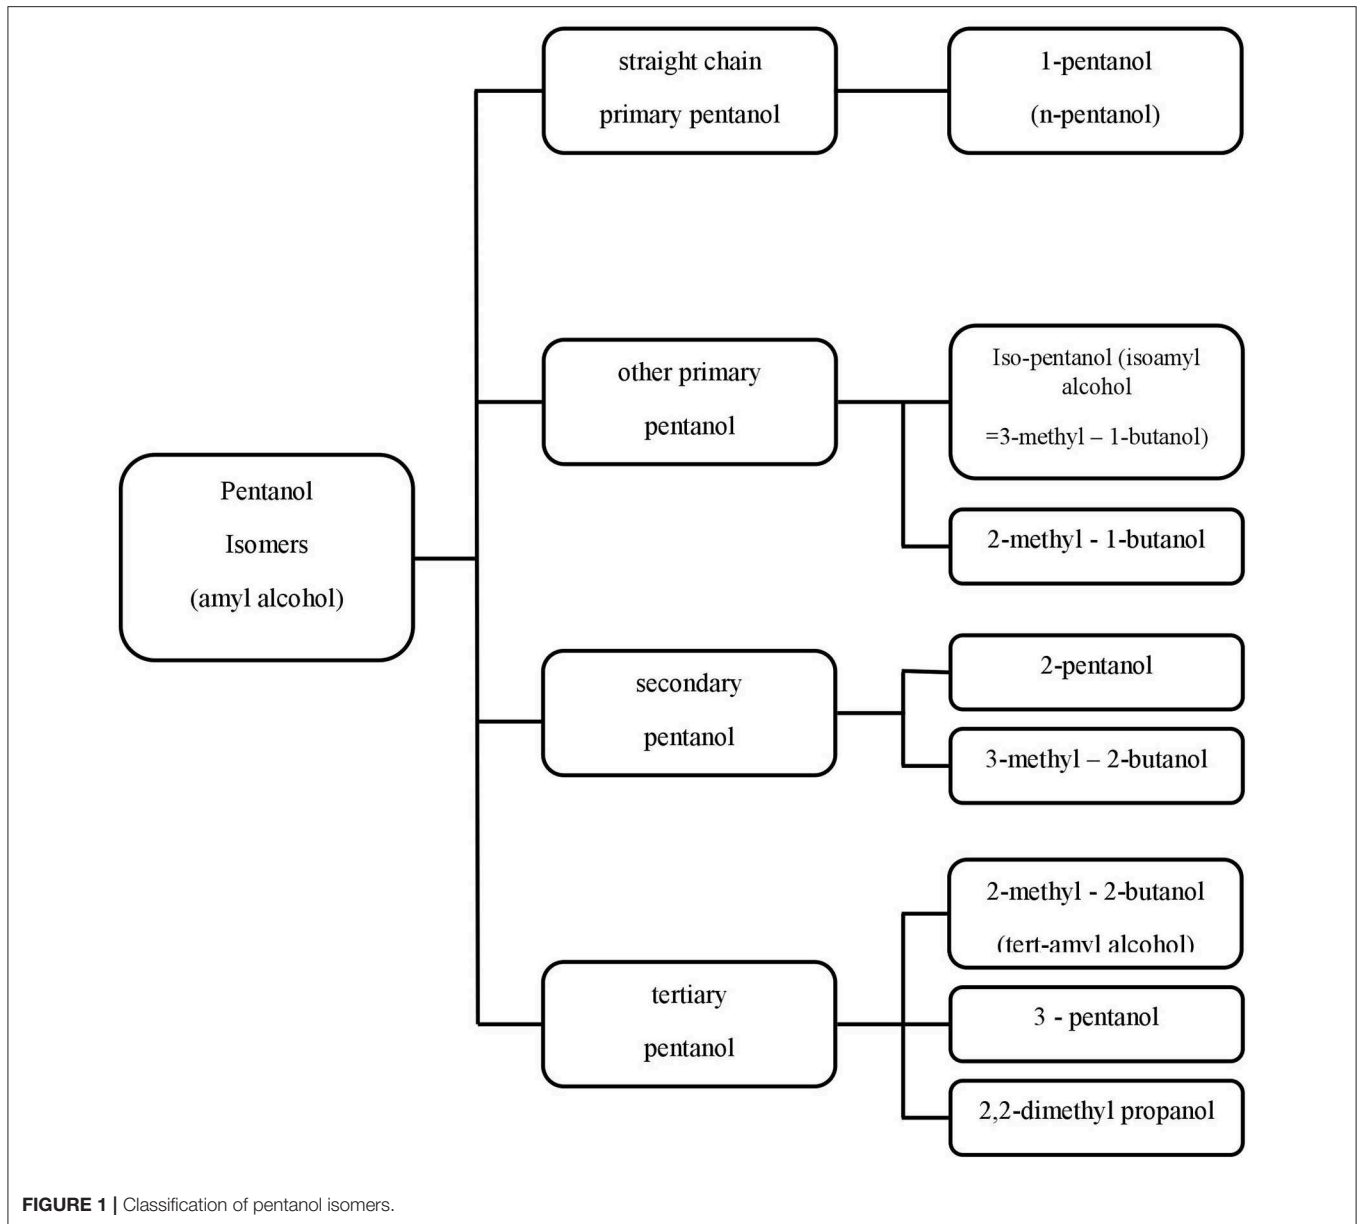 straight chain
primary pentanol
1-pentanol
(n-pentanol)
other primary
pentanol
Iso-pentanol (isoamyl
alcohol
=3-methyl – 1-butanol)
2-methyl - 1-butanol
Pentanol
Isomers
(amyl alcohol)
secondary
pentanol
2-pentanol
3-methyl – 2-butanol
tertiary
pentanol
2-methyl - 2-butanol
(tert-amyl alcohol)
3 - pentanol
2,2-dimethyl propanol
FIGURE 1 | Classification of pentanol isomers.